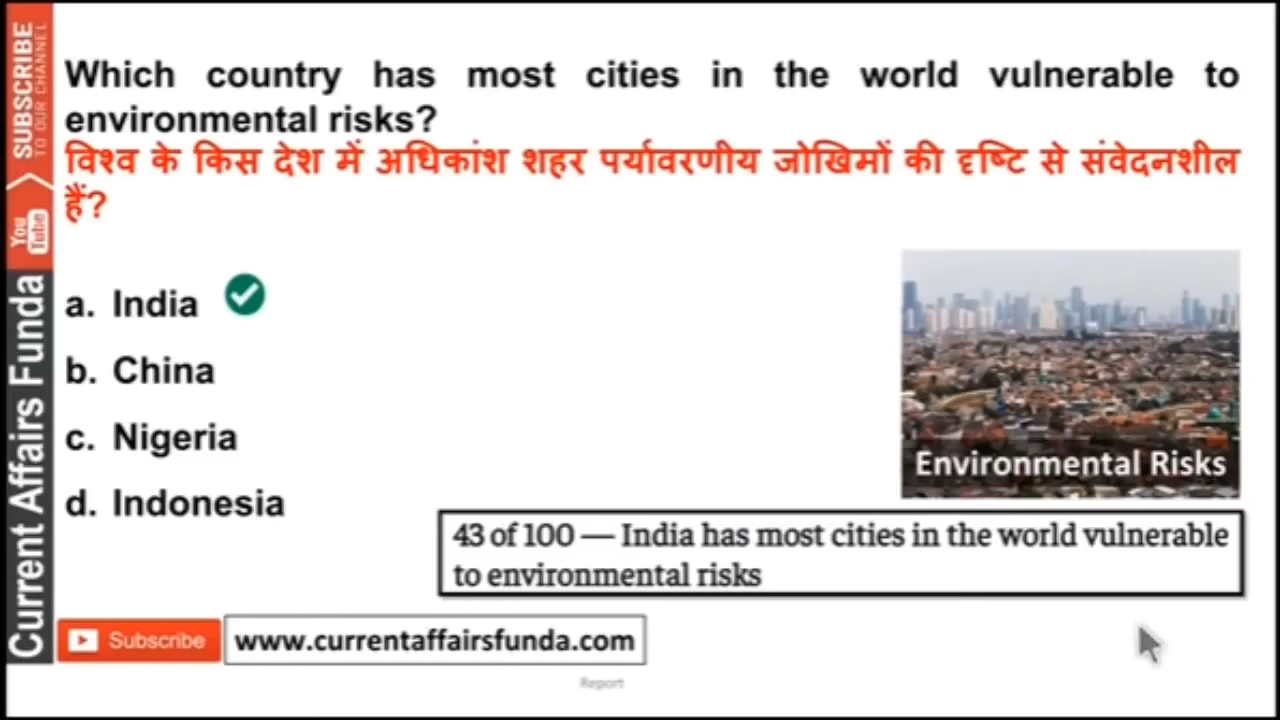 SUBSCRIBE
TO OUR CHANNEL
You
Tube
Current Affairs Funda
Which country has most cities in the world vulnerable to
environmental risks?
विश्व के किस देश में अधिकांश शहर पर्यावरणीय जोखिमों की दृष्टि से संवेदनशील
हैं?
a. India
b. China
c. Nigeria
d. Indonesia
Environmental Risks
43 of 100 — India has most cities in the world vulnerable
to environmental risks
Subscribe
www.currentaffairsfunda.com
Report